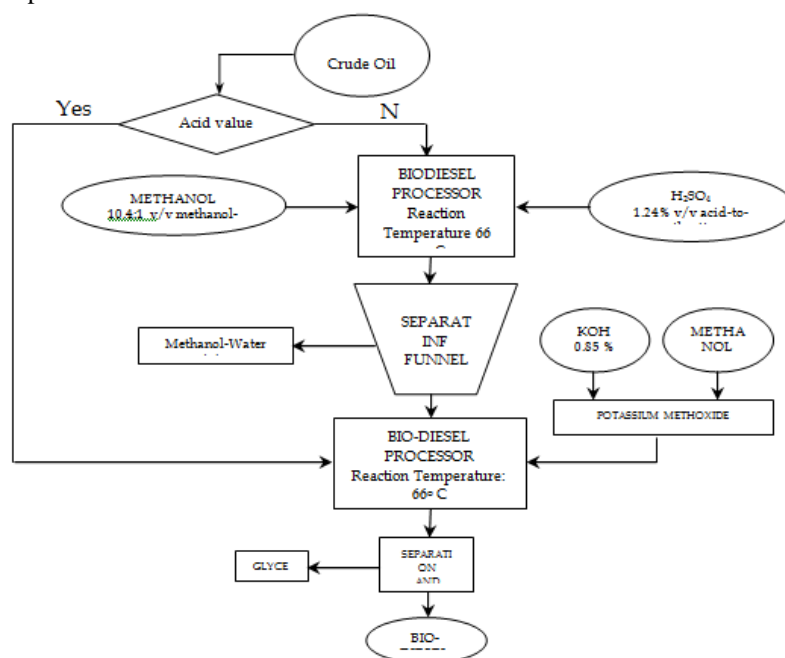 Crude Oil
Yes
N
Acid value
BIODIESEL
PROCESSOR
Reaction
Temperature 66
METHANOL
10.4:1 v/v methanol-
H₂SO₄
1.24% v/v acid-to-
SEPARAT
INF
FUNNEL
Methanol-Water
KOH
0.85 %
METHA
NOL
POTASSIUM METHOXIDE
BIO-DIESEL
PROCESSOR
Reaction Temperature:
66º C
SEPARATI
ON
AND
GLYCE
BIO-